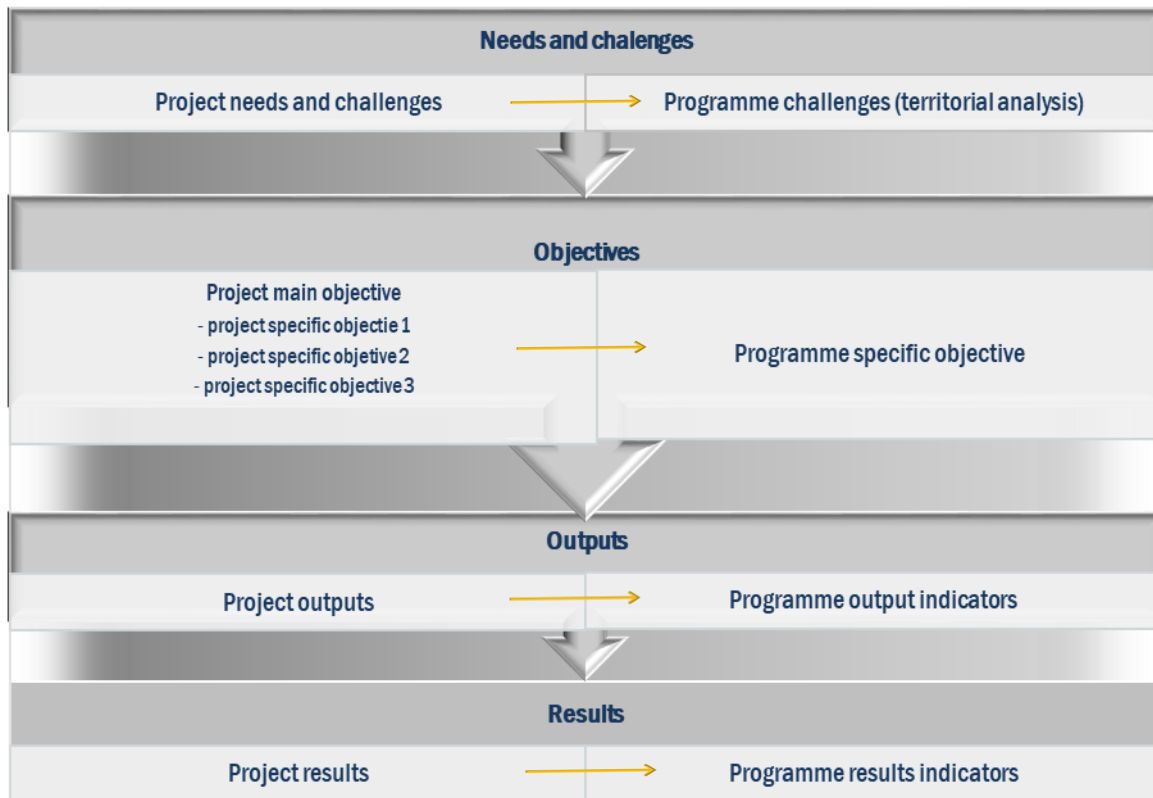 Needs and chalenges
Project needs and challenges
Programme challenges (territorial analysis)
Objectives
Project main objective
- project specific objectie 1
- project specific objetive 2
- project specific objective 3
Programme specific objective
Outputs
Project outputs
Programme output indicators
Results
Project results
Programme results indicators